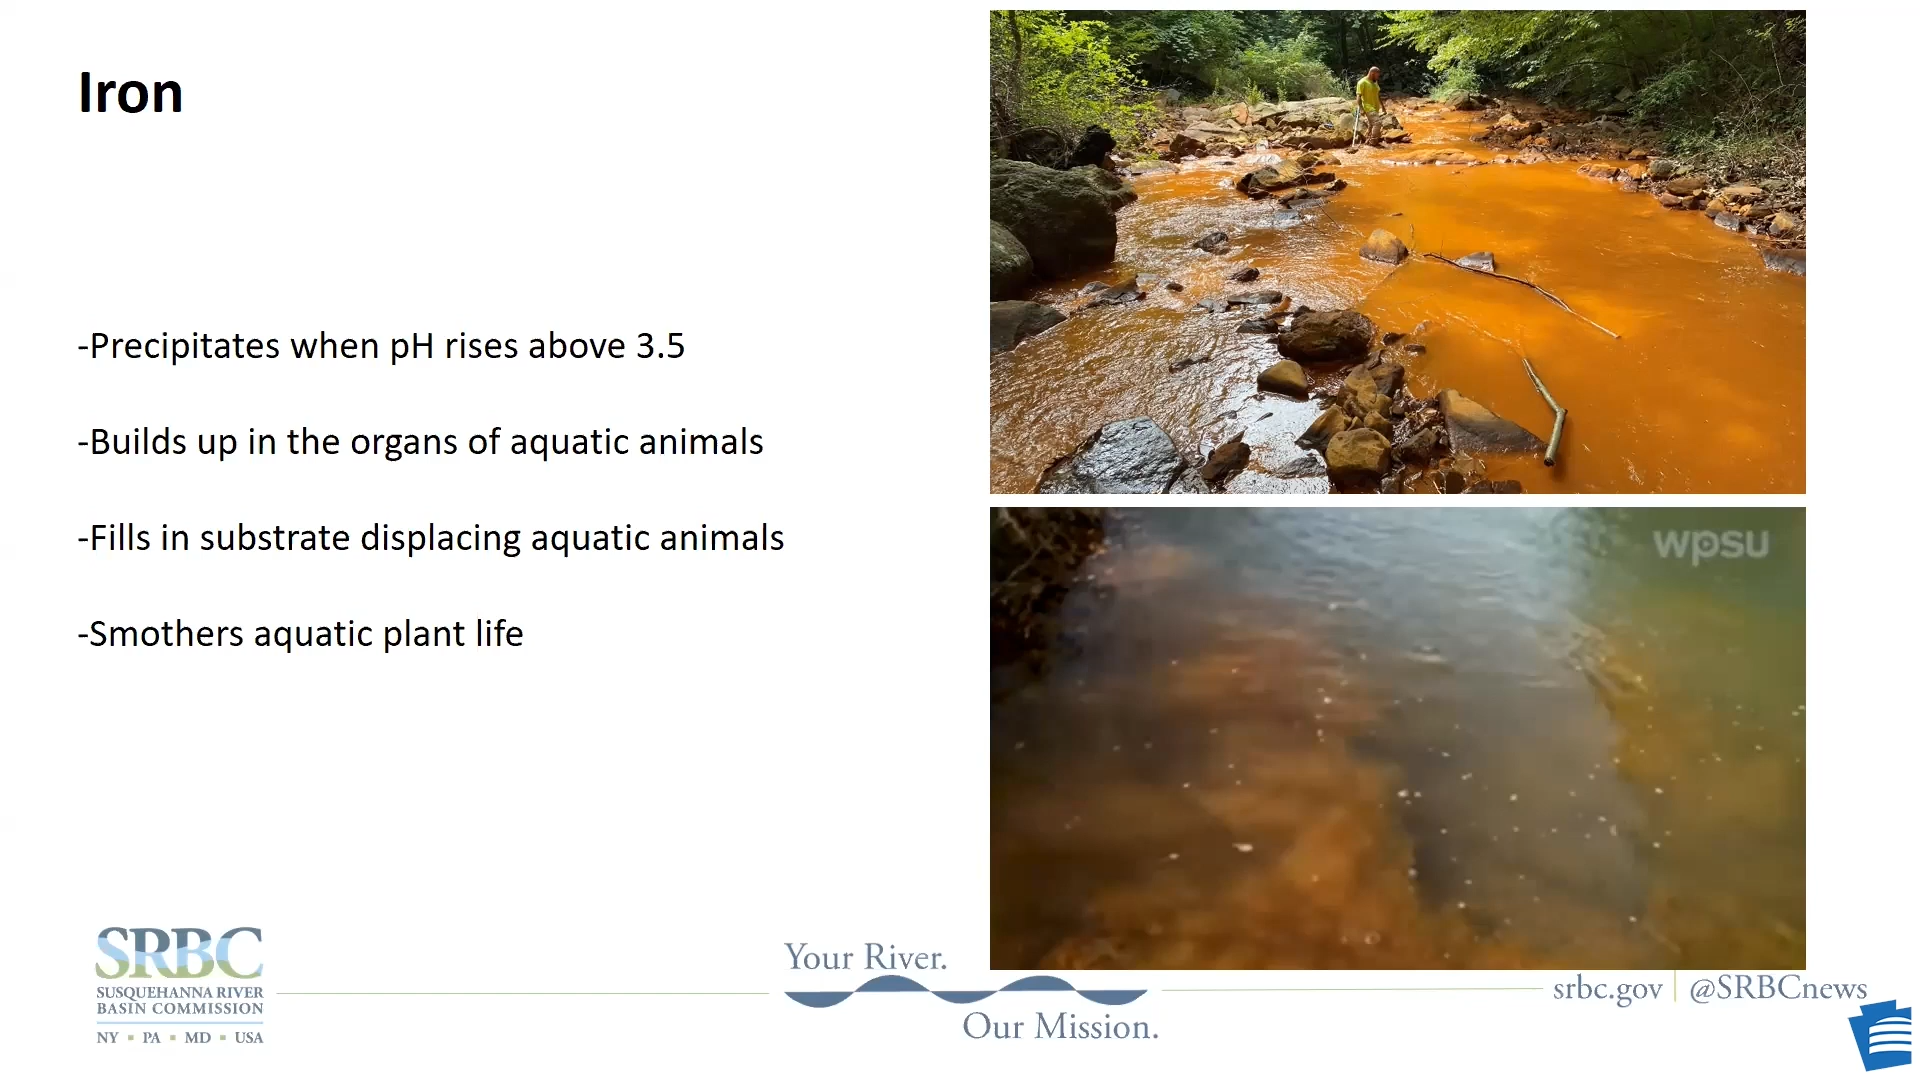 Iron
-Precipitates when pH rises above 3.5
-Builds up in the organs of aquatic animals
-Fills in substrate displacing aquatic animals
-Smothers aquatic plant life
wpsu
SRBC
SUSQUEHANNA RIVER
BASIN COMMISSION
NY ▪ PA ▪ MD ▪ USA
Your River.
Our Mission.
srbc.gov | @SRBCnews